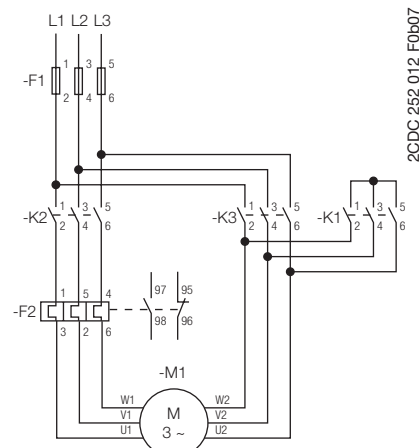 L1 L2 L3
2CDC 252 012 F0b07
-F1
1 3 5
2 4 6
-K2
1 3 5
2 4 6
-K3
1 3 5
2 4 6
-K1
1 3 5
2 4 6
-F2
1 5 4
3 2 6
97 95
98 96
-M1
W1 W2
V1 V2
U1 U2
M
3 ~